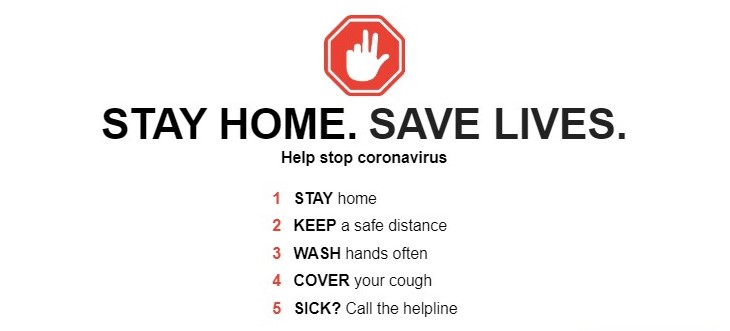 STAY HOME. SAVE LIVES.
Help stop coronavirus
1 STAY home
2 KEEP a safe distance
3 WASH hands often
4 COVER your cough
5 SICK? Call the helpline